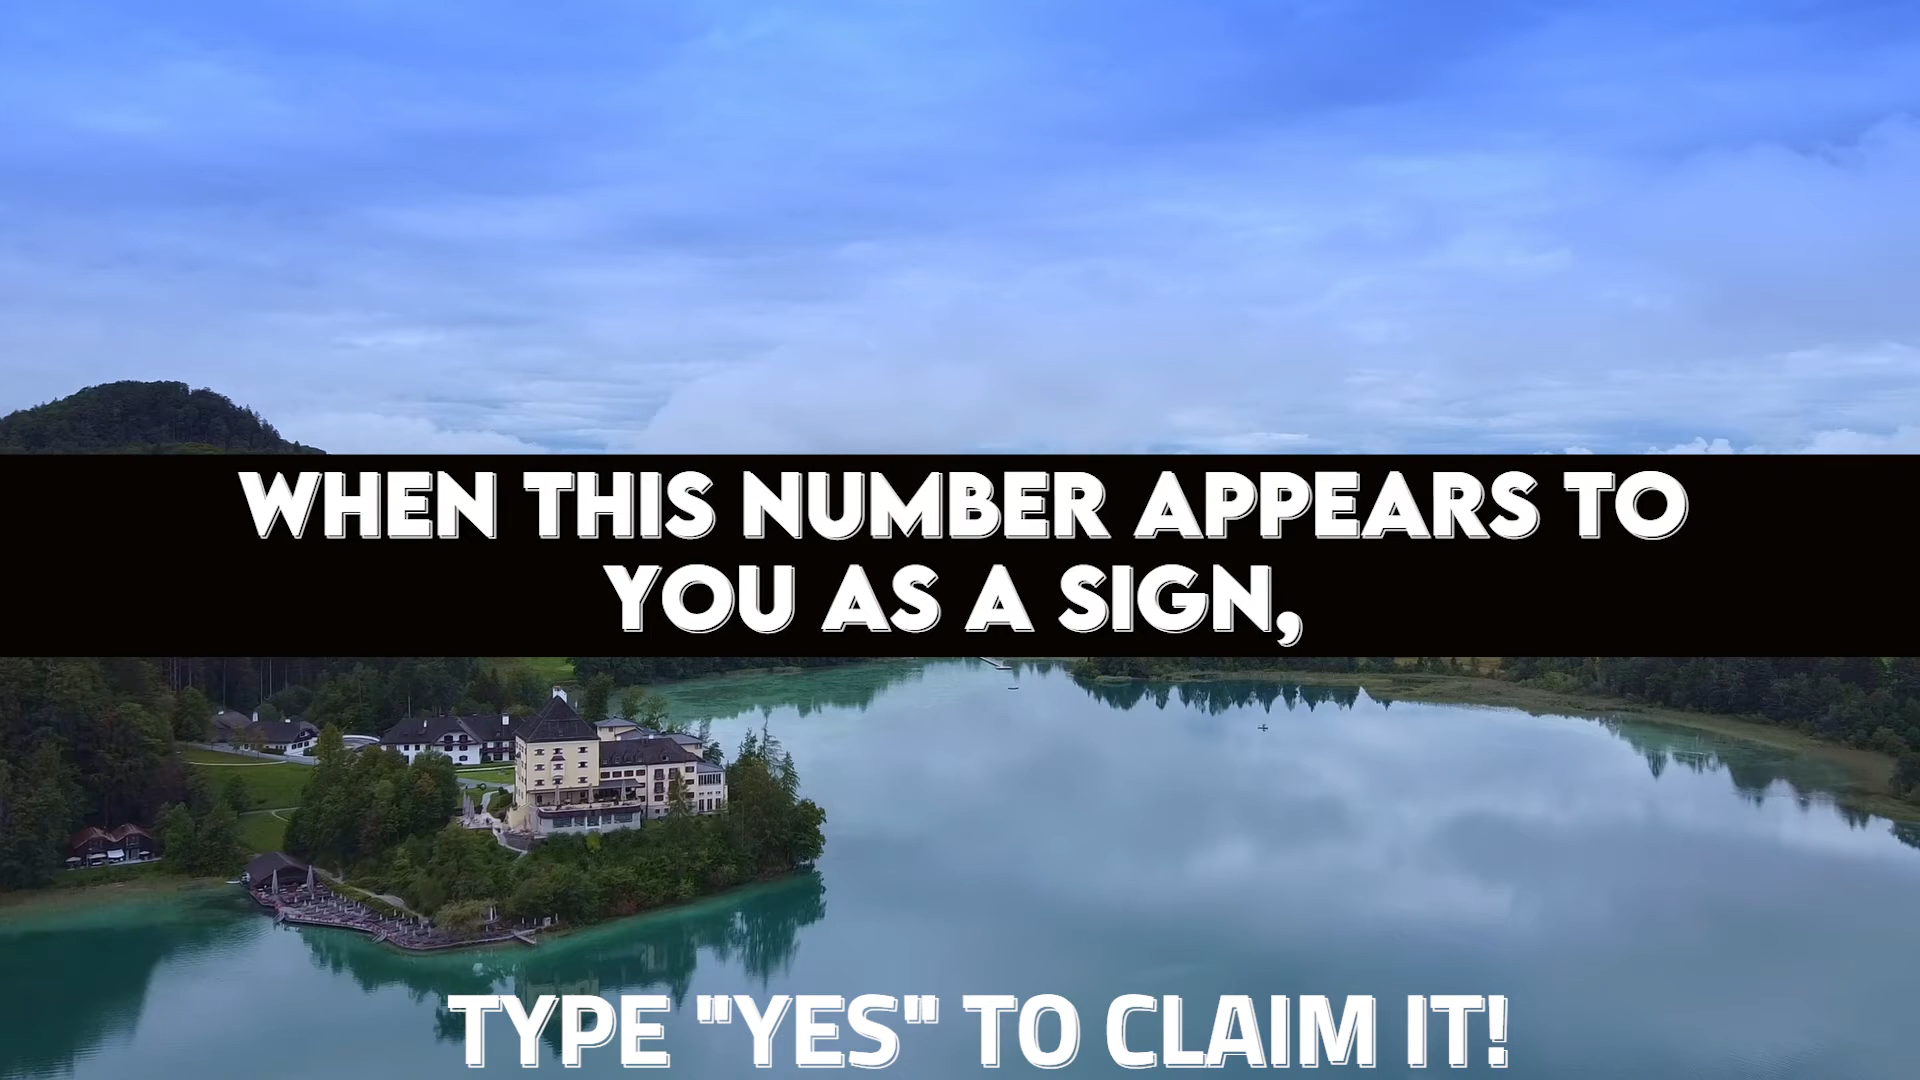 WHEN THIS NUMBER APPEARS TO
YOU AS A SIGN,
TYPE "YES" TO CLAIM IT!